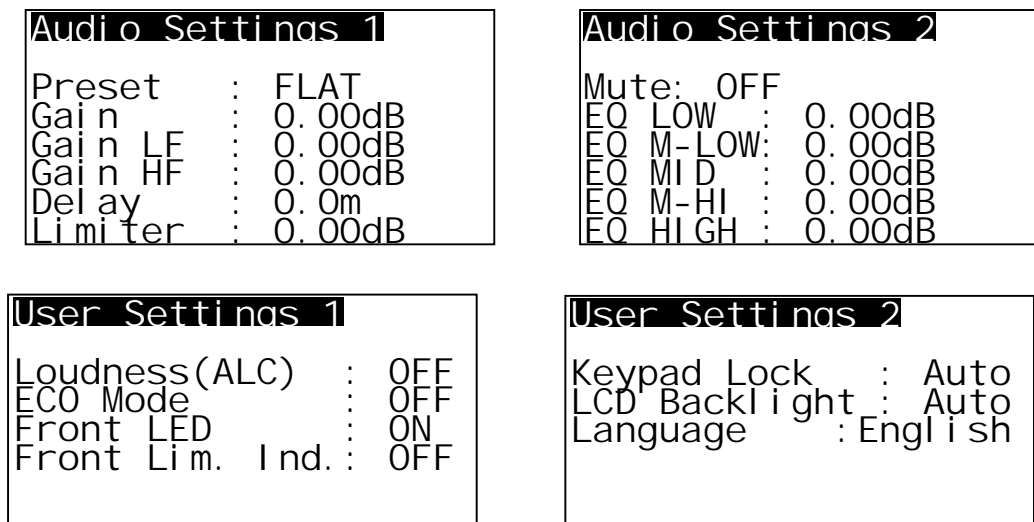 Audio Settings 1
Preset : FLAT
Gain : 0.00dB
Gain LF : 0.00dB
Gain HF : 0.00dB
Delay : 0.0m
Limiter : 0.00dB
Audio Settings 2
Mute: OFF
EQ LOW : 0.00dB
EQ M-LOW: 0.00dB
EQ MID : 0.00dB
EQ M-HI : 0.00dB
EQ HIGH : 0.00dB
User Settings 1
Loudness(ALC) : OFF
ECO Mode : OFF
Front LED : ON
Front Lim. Ind.: OFF
User Settings 2
Keypad Lock : Auto
LCD Backlight : Auto
Language :English